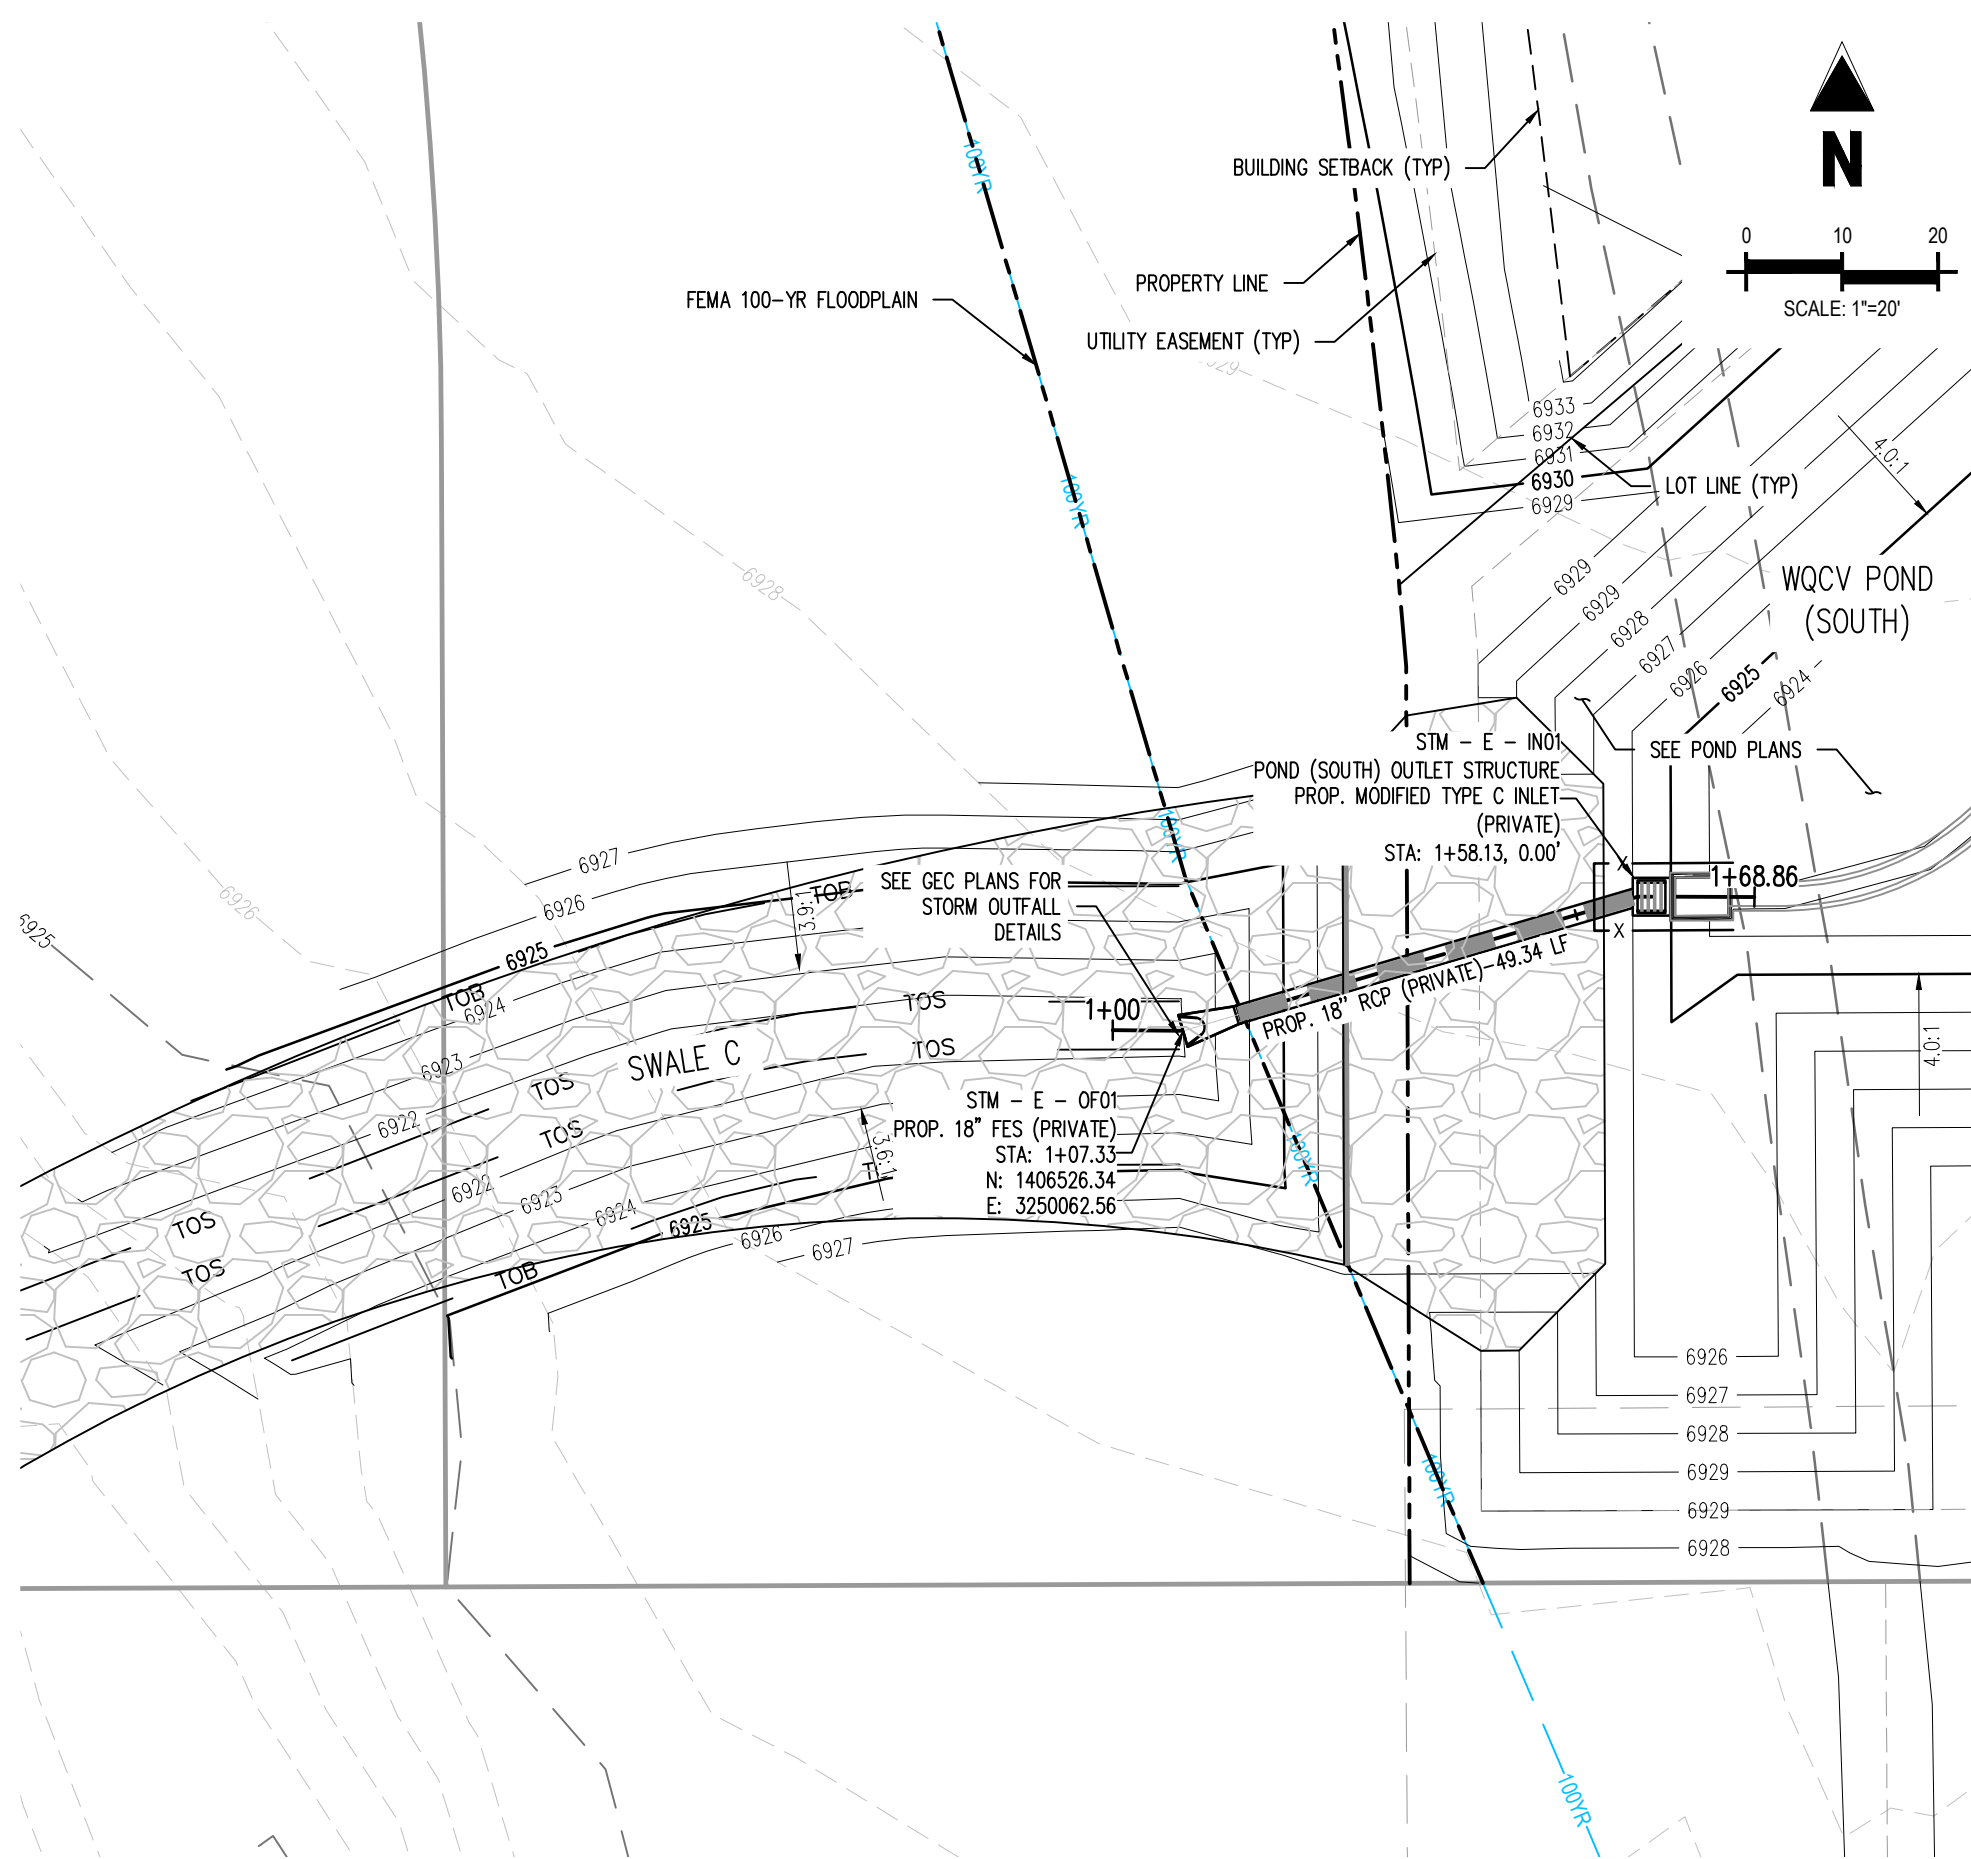 N
0 10 20
SCALE: 1"=20'
BUILDING SETBACK (TYP)
PROPERTY LINE
FEMA 100-YR FLOODPLAIN
UTILITY EASEMENT (TYP)
100YR
100YR
6929
6933
6932
6931
6930
6929
LOT LINE (TYP)
4.0:1
WQCV POND
(SOUTH)
6928
6929
6929
6928
6927
6926
6925
6924
STM - E - IN01
POND (SOUTH) OUTLET STRUCTURE
PROP. MODIFIED TYPE C INLET
(PRIVATE)
STA: 1+58.13, 0.00'
SEE POND PLANS
100YR
6927
6926
6925
6926
6925
TOB
3.9:1
SEE GEC PLANS FOR
STORM OUTFALL
DETAILS
X
1+68.86
X
TOB
6924
TOS
1+00
PROP. 18" RCP (PRIVATE)-49.34 LF
6923
SWALE C
TOS
TOS
4.0:1
6922
TOS
STM - E - OF01
PROP. 18" FES (PRIVATE)
STA: 1+07.33
N: 1406526.34
E: 3250062.56
3.6:1
100YR
6922
6923
6924
6925
6926
6927
TOS
TOS
TOB
6926
6927
6928
6929
6929
6928
100YR
100YR